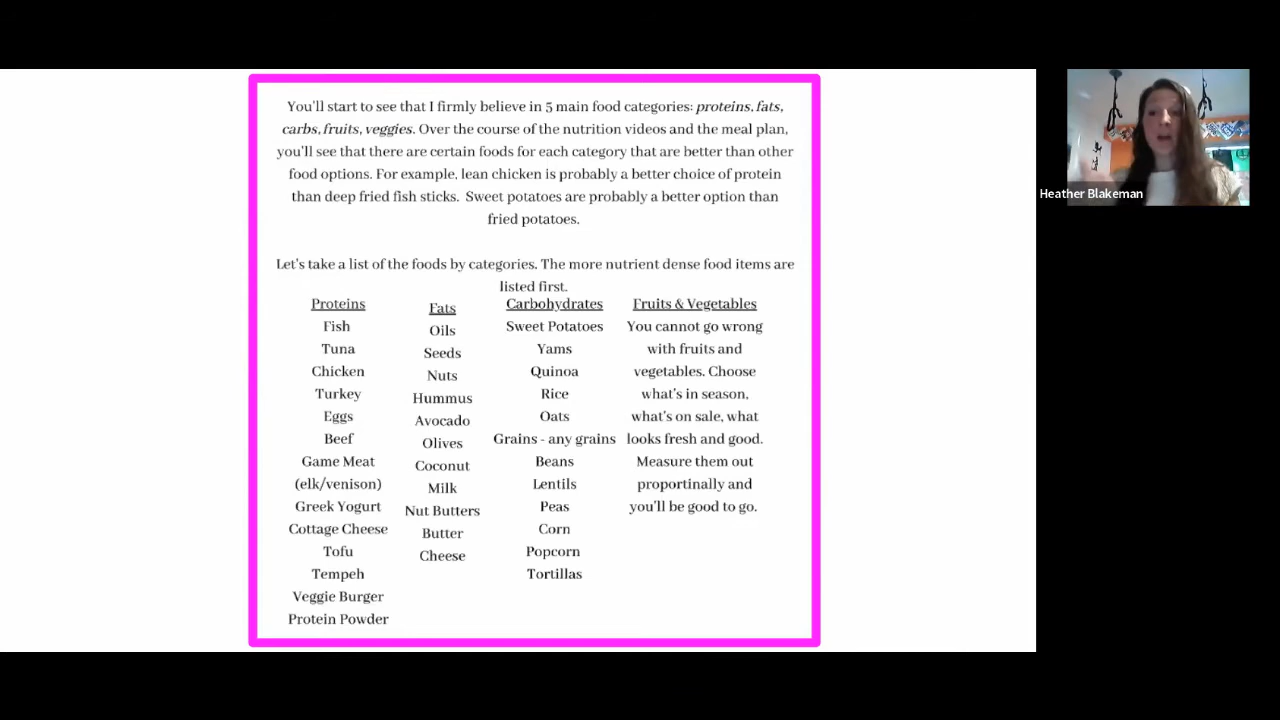 You'll start to see that I firmly believe in 5 main food categories: proteins, fats,
carbs, fruits, veggies. Over the course of the nutrition videos and the meal plan,
you'll see that there are certain foods for each category that are better than other
food options. For example, lean chicken is probably a better choice of protein
than deep fried fish sticks. Sweet potatoes are probably a better option than
fried potatoes.
Let's take a list of the foods by categories. The more nutrient dense food items are
listed first.
Proteins
Fish
Tuna
Chicken
Turkey
Eggs
Beef
Game Meat
(elk/venison)
Greek Yogurt
Cottage Cheese
Tofu
Tempeh
Veggie Burger
Protein Powder
Fats
Oils
Seeds
Nuts
Hummus
Avocado
Olives
Coconut
Milk
Nut Butters
Butter
Cheese
Carbohydrates
Sweet Potatoes
Yams
Quinoa
Rice
Oats
Grains - any grains
Beans
Lentils
Peas
Corn
Popcorn
Tortillas
Fruits & Vegetables
You cannot go wrong
with fruits and
vegetables. Choose
what's in season,
what's on sale, what
looks fresh and good.
Measure them out
proportinally and
you'll be good to go.
Heather Blakeman